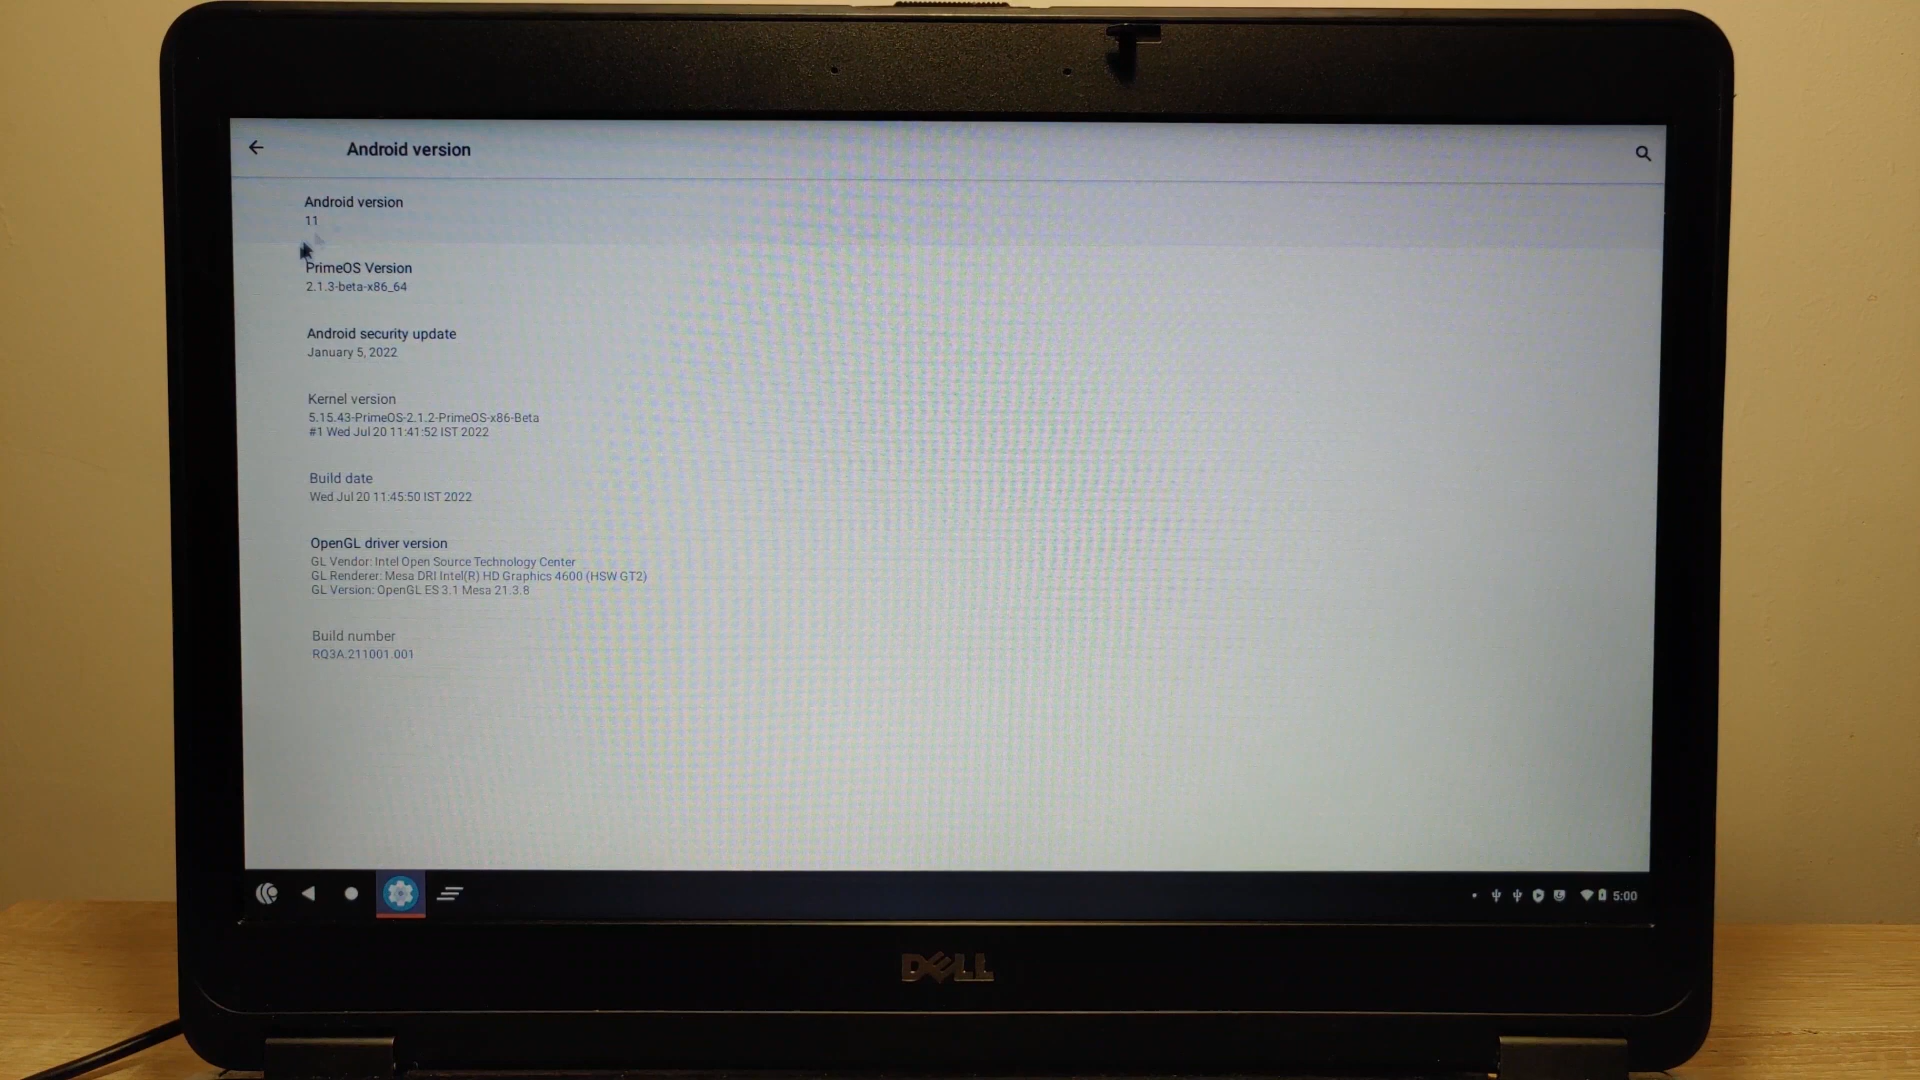 Android version
Android version
11
PrimeOS Version
2.1.3-beta-x86_64
Android security update
January 5, 2022
Kernel version
5.15.43-PrimeOS-2.1.2-PrimeOS-x86-Beta
#1 Wed Jul 20 11:41:52 IST 2022
Build date
Wed Jul 20 11:45:50 IST 2022
OpenGL driver version
GL Vendor: Intel Open Source Technology Center
GL Renderer: Mesa DRI Intel(R) HD Graphics 4600 (HSW GT2)
GL Version: OpenGL ES 3.1 Mesa 21.3.8
Build number
RQ3A.211001.001
5:00
DELL